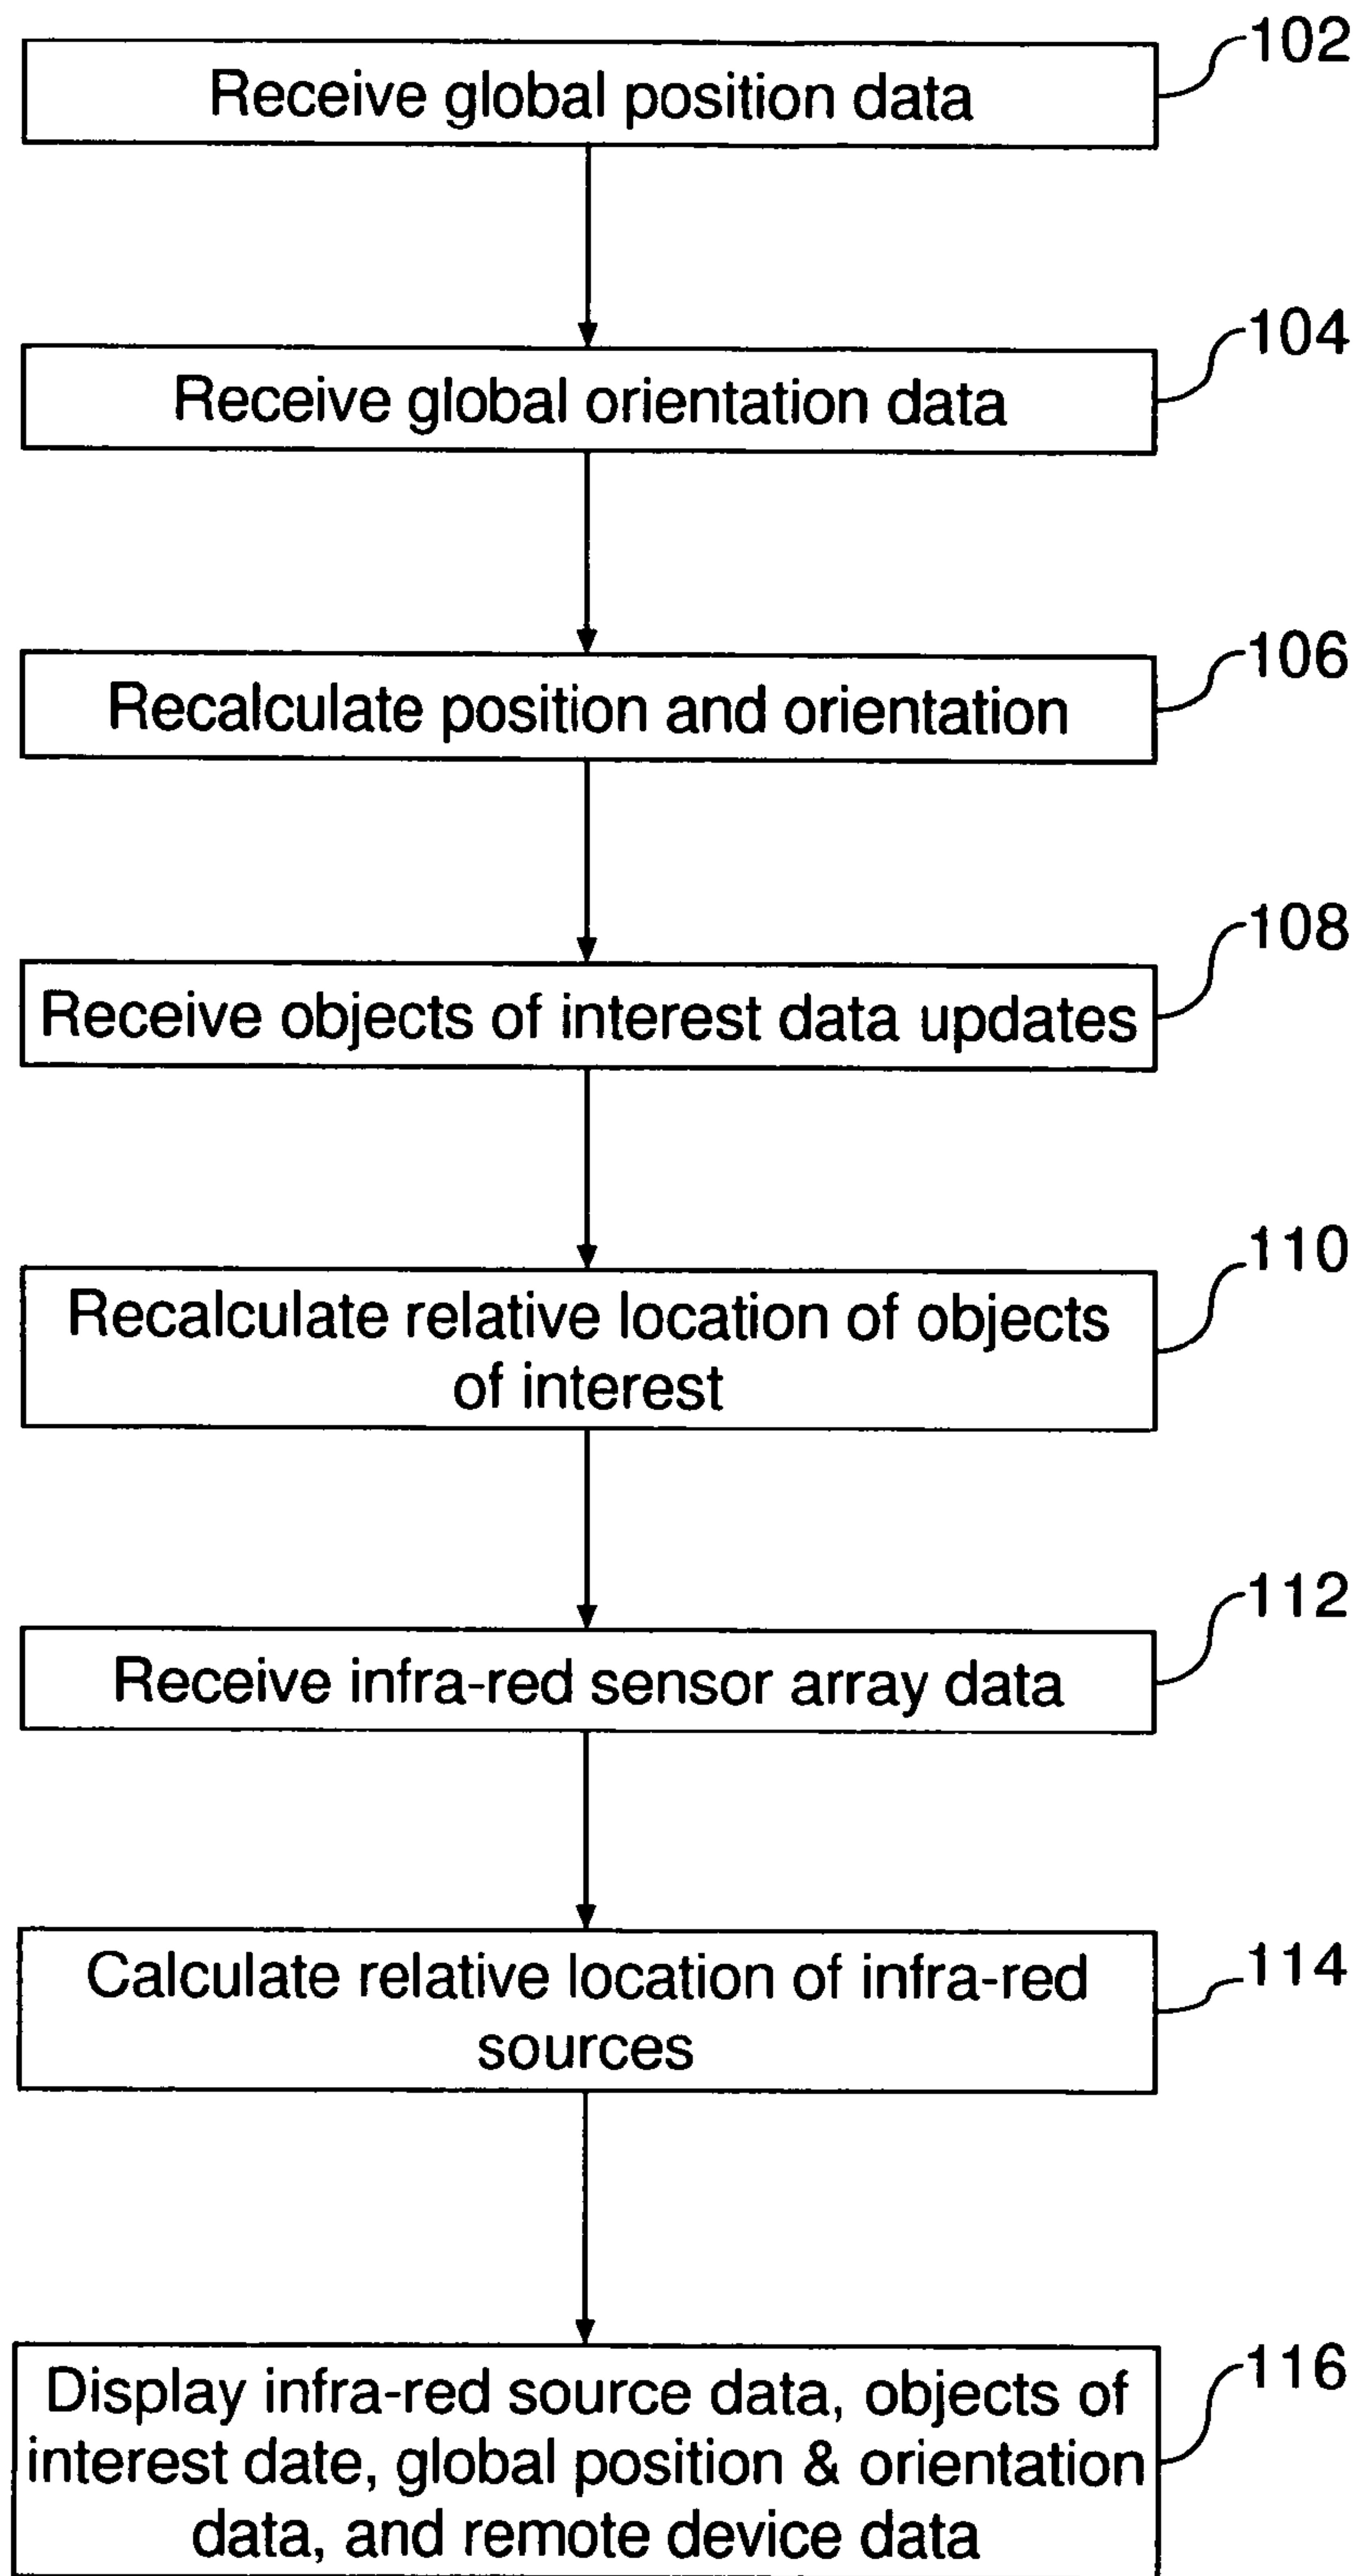 102
Receive global position data
104
Receive global orientation data
106
Recalculate position and orientation
108
Receive objects of interest data updates
110
Recalculate relative location of objects
of interest
112
Receive infra-red sensor array data
114
Calculate relative location of infra-red
sources
116
Display infra-red source data, objects of
interest date, global position & orientation
data, and remote device data